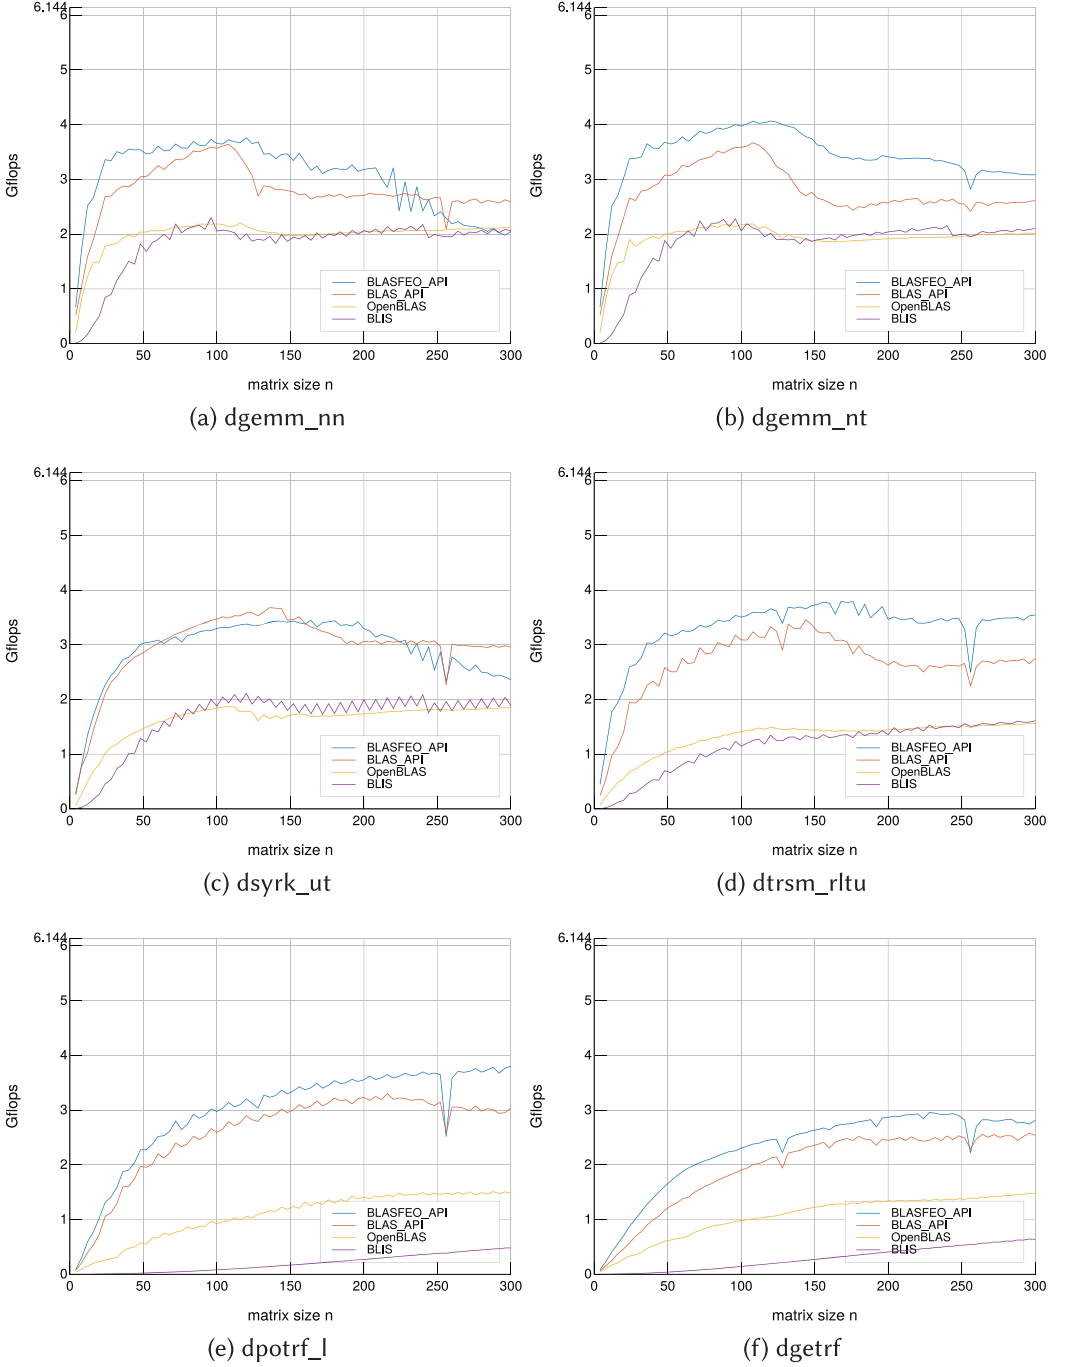 6.144
6
5
4
3
2
1
0
Gflops
BLASFEO_API
BLAS_API
OpenBLAS
BLIS
0 50 100 150 200 250 300
matrix size n
(a) dgemm_nn
6.144
6
5
4
3
2
1
0
Gflops
BLASFEO_API
BLAS_API
OpenBLAS
BLIS
0 50 100 150 200 250 300
matrix size n
(b) dgemm_nt
6.144
6
5
4
3
2
1
0
Gflops
BLASFEO_API
BLAS_API
OpenBLAS
BLIS
0 50 100 150 200 250 300
matrix size n
(c) dsyrk_ut
6.144
6
5
4
3
2
1
0
Gflops
BLASFEO_API
BLAS_API
OpenBLAS
BLIS
0 50 100 150 200 250 300
matrix size n
(d) dtrsm_rltu
6.144
6
5
4
3
2
1
0
Gflops
BLASFEO_API
BLAS_API
OpenBLAS
BLIS
0 50 100 150 200 250 300
matrix size n
(e) dpotrf_l
6.144
6
5
4
3
2
1
0
Gflops
BLASFEO_API
BLAS_API
OpenBLAS
BLIS
0 50 100 150 200 250 300
matrix size n
(f) dgetrf